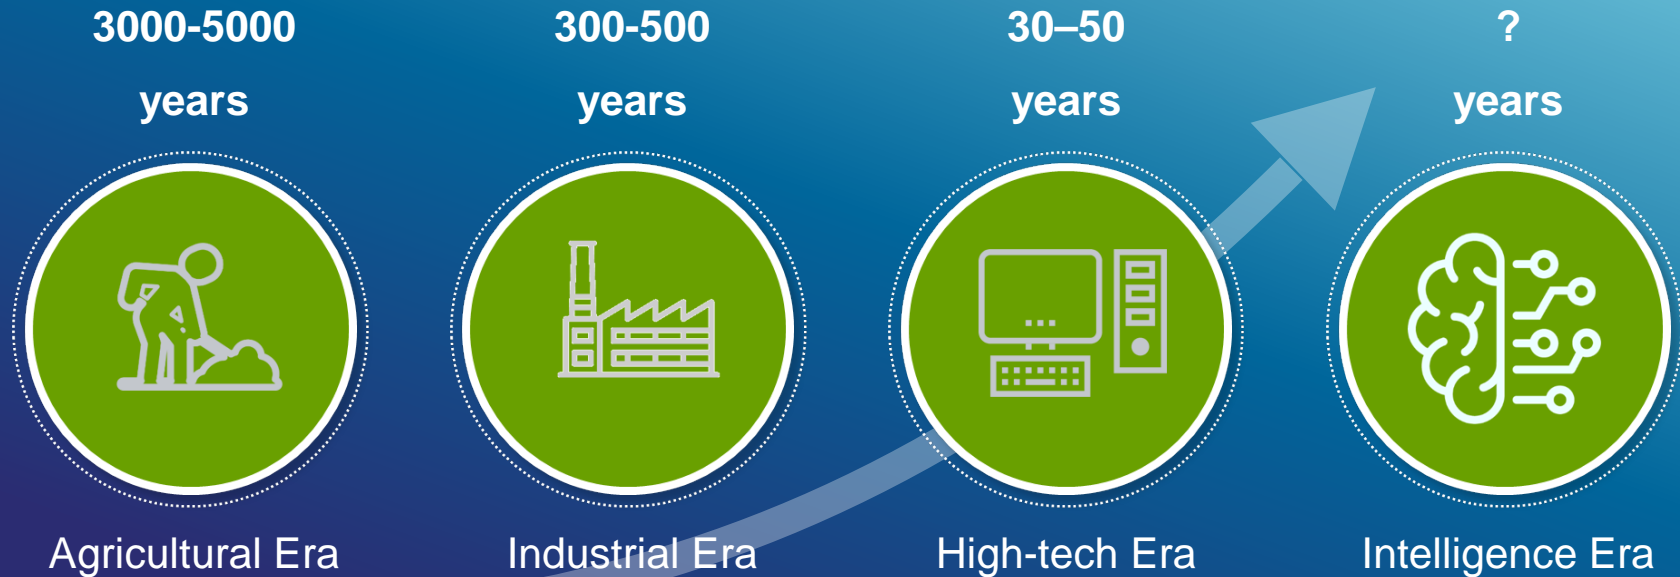 3000-5000
years
300-500
years
30–50
years
?
years
Agricultural Era
Industrial Era
High-tech Era
Intelligence Era